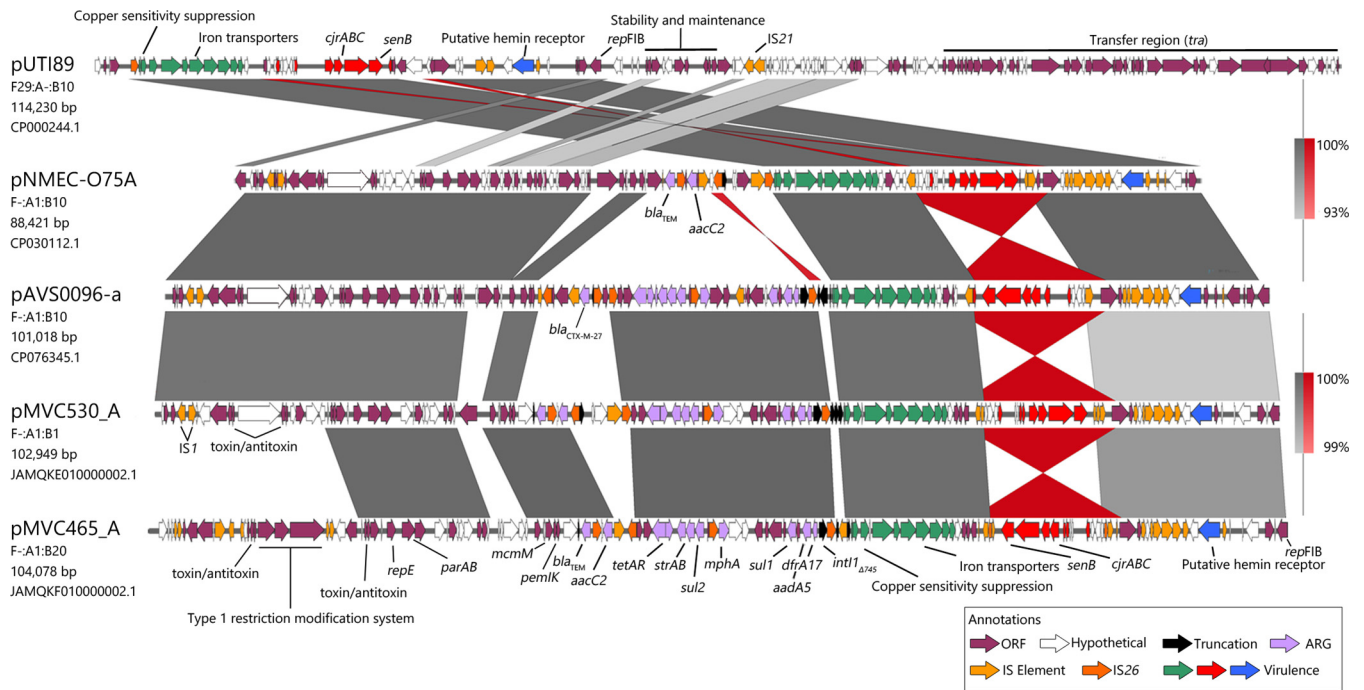 Copper sensitivity suppression
Iron transporters
cjrABC
senB
Putative hemin receptor
repFIB
Stability and maintenance
IS21
Transfer region (tra)
pUTI89
F29:A-:B10
114,230 bp
CP000244.1
100%
93%
pNMEC-O75A
F-:A1:B10
88,421 bp
CP030112.1
blaTEM
aacC2
pAVS0096-a
F-:A1:B10
101,018 bp
CP076345.1
blaCTX-M-27
100%
99%
pMVC530_A
F-:A1:B1
102,949 bp
JAMQKE010000002.1
IS1
toxin/antitoxin
pMVC465_A
F-:A1:B20
104,078 bp
JAMQKF010000002.1
toxin/antitoxin
Type 1 restriction modification system
toxin/antitoxin
repE
parAB
mcmM
pemIK
blaTEM
aacC2
tetAR
strAB
sul2
mphA
sul1
dfrA17
aadA5
intI1Δ745
Copper sensitivity suppression
Iron transporters
senB
cjrABC
Putative hemin receptor
repFIB
Annotations
ORF
Hypothetical
Truncation
ARG
IS Element
IS26
Virulence